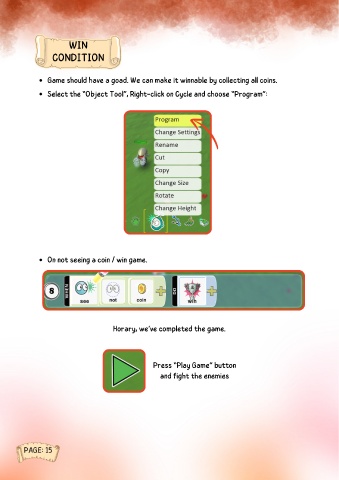 WIN
CONDITION
Game should have a goad. We can make it winnable by collecting all coins.
Select the "Object Tool", Right-click on Cycle and choose "Program":
Program
Change Settings
Rename
Cut
Copy
Change Size
Rotate
Change Height
On not seeing a coin / win game.
8 WHEN see not coin DO win
Horary, we've completed the game.
Press "Play Game" button
and fight the enemies
PAGE: 15